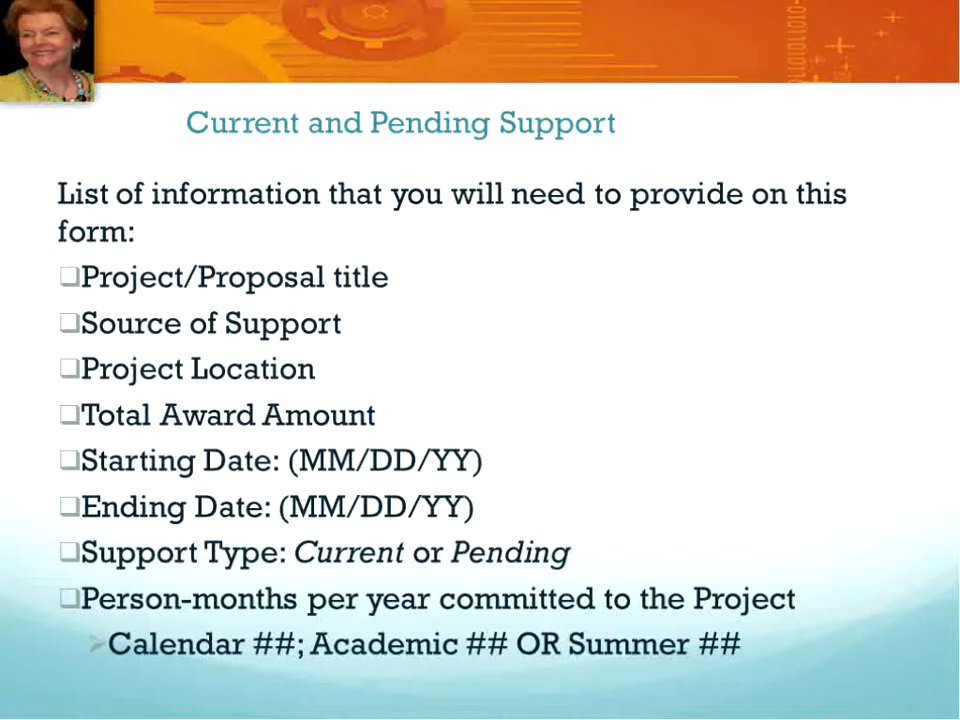 Current and Pending Support
List of information that you will need to provide on this
form:
❑Project/Proposal title
❑Source of Support
❑Project Location
❑Total Award Amount
❑Starting Date: (MM/DD/YY)
❑Ending Date: (MM/DD/YY)
❑Support Type: Current or Pending
❑Person-months per year committed to the Project
➢Calendar ##; Academic ## OR Summer ##